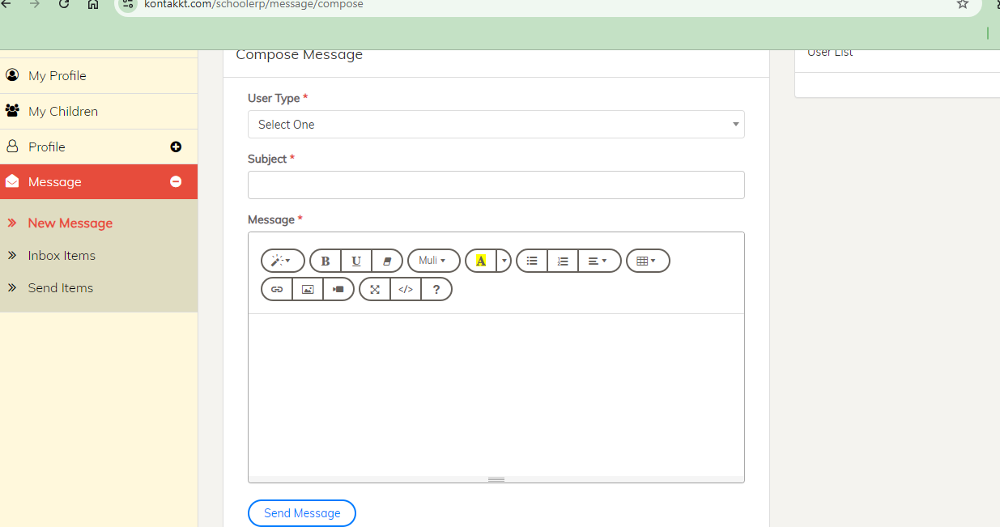 kontakkt.com/schoolerp/message/compose
Compose Message
User List
My Profile
My Children
Profile
Message
New Message
Inbox Items
Send Items
User Type *
Select One
Subject *
Message *
B U Muli A </> ?
Send Message